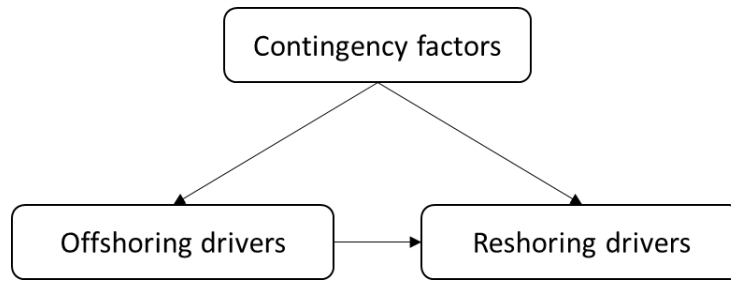 Contingency factors
Offshoring drivers
Reshoring drivers